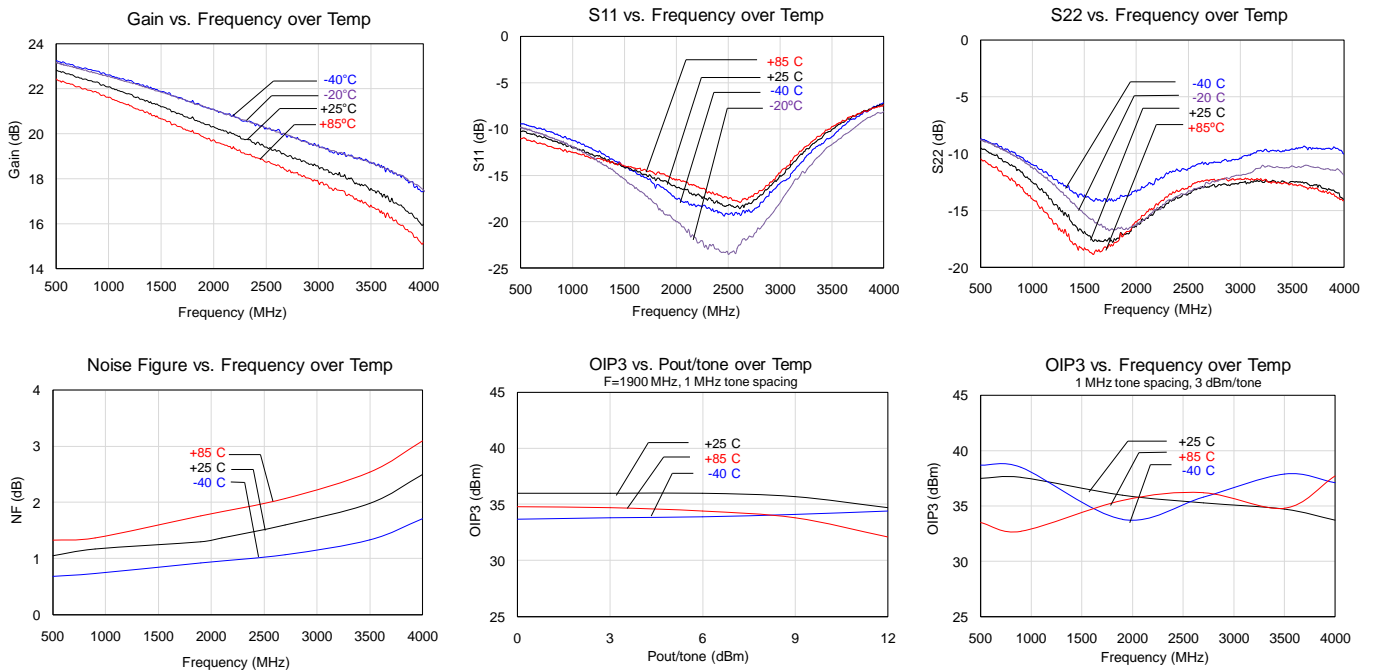 Gain vs. Frequency over Temp
24
22
20
18
16
14
Gain (dB)
-40°C
-20°C
+25°C
+85ºC
500 1000 1500 2000 2500 3000 3500 4000
Frequency (MHz)
S11 vs. Frequency over Temp
0
-5
-10
-15
-20
-25
S11 (dB)
+85 C
+25 C
-40 C
-20ºC
500 1000 1500 2000 2500 3000 3500 4000
Frequency (MHz)
S22 vs. Frequency over Temp
0
-5
-10
-15
-20
S22 (dB)
-40 C
-20 C
+25 C
+85ºC
500 1000 1500 2000 2500 3000 3500 4000
Frequency (MHz)
Noise Figure vs. Frequency over Temp
4
3
2
1
0
NF (dB)
+85 C
+25 C
-40 C
500 1000 1500 2000 2500 3000 3500 4000
Frequency (MHz)
OIP3 vs. Pout/tone over Temp
F=1900 MHz, 1 MHz tone spacing
45
40
35
30
25
OIP3 (dBm)
+25 C
+85 C
-40 C
0 3 6 9 12
Pout/tone (dBm)
OIP3 vs. Frequency over Temp
1 MHz tone spacing, 3 dBm/tone
45
40
35
30
25
OIP3 (dBm)
+25 C
+85 C
-40 C
500 1000 1500 2000 2500 3000 3500 4000
Frequency (MHz)